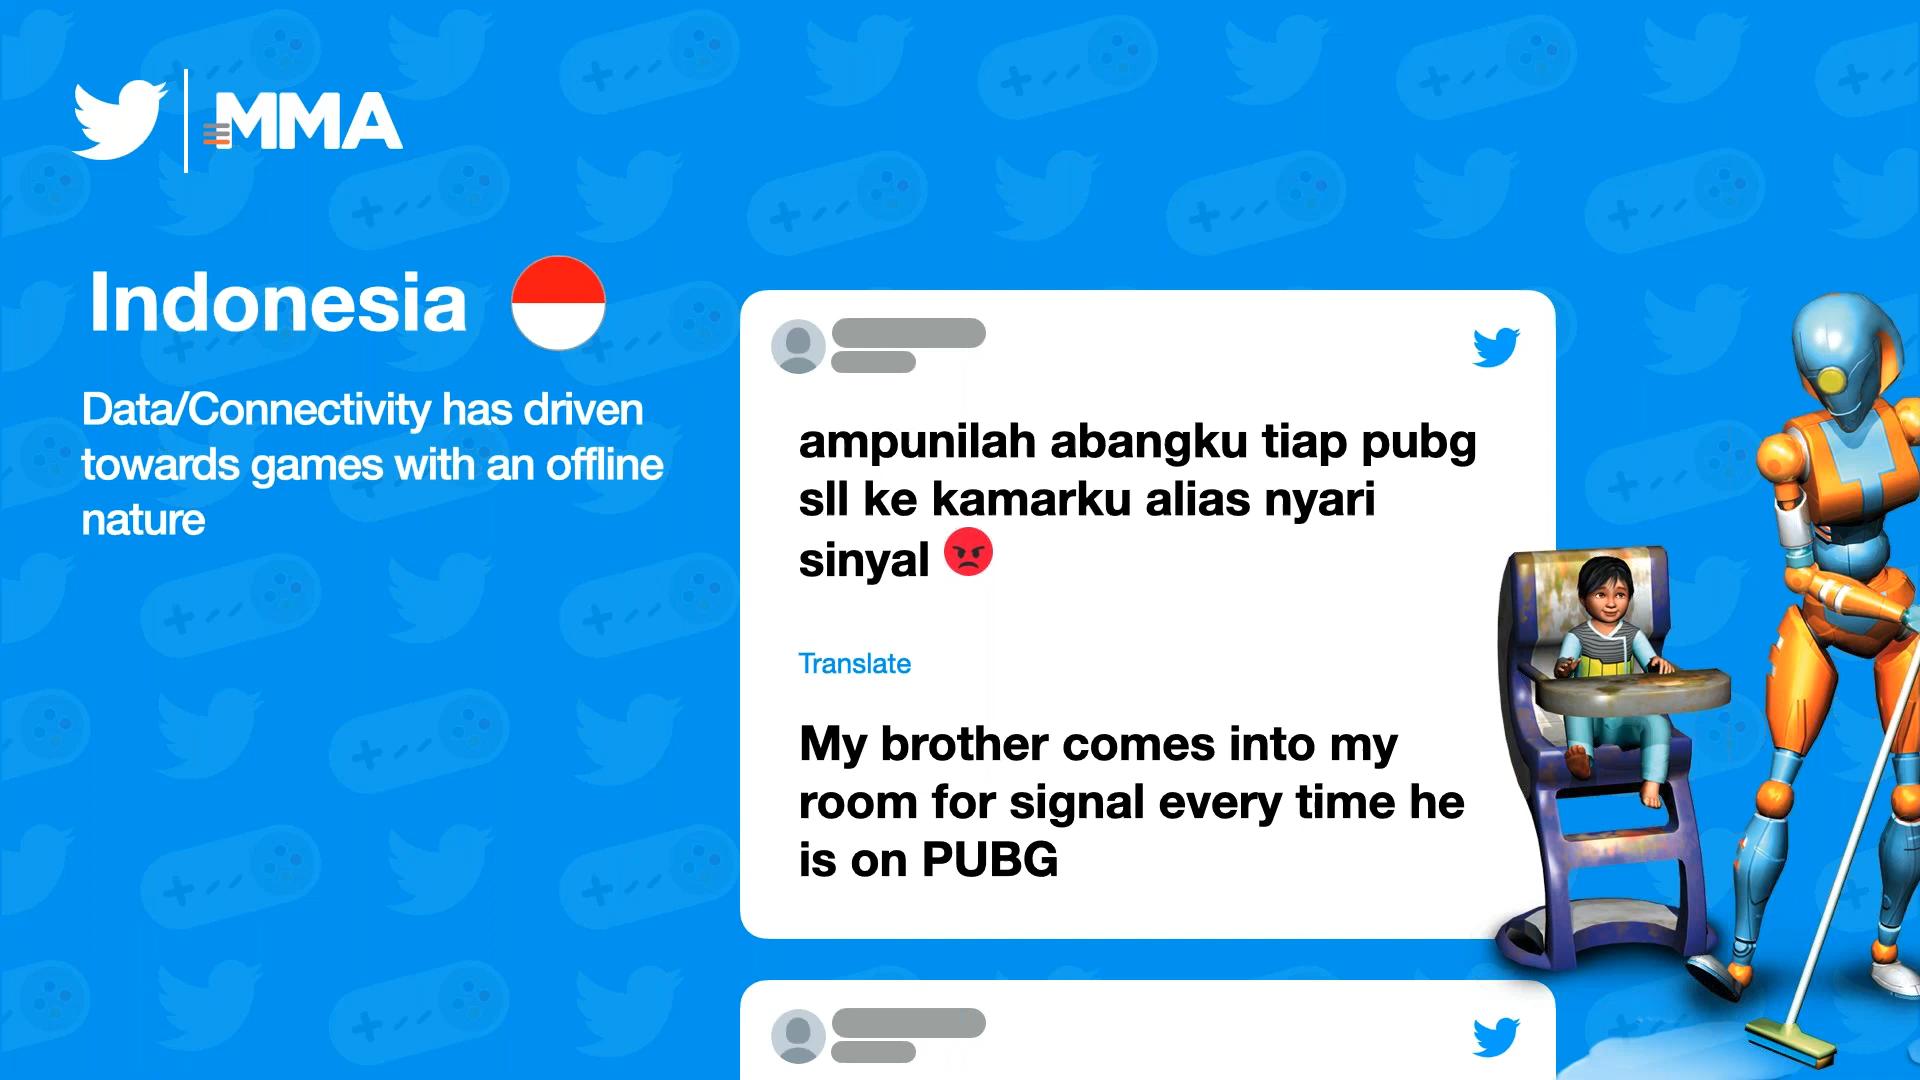 MMA
Indonesia
Data/Connectivity has driven
towards games with an offline
nature
ampunilah abangku tiap pubg
sll ke kamarku alias nyari
sinyal 😡
Translate
My brother comes into my
room for signal every time he
is on PUBG